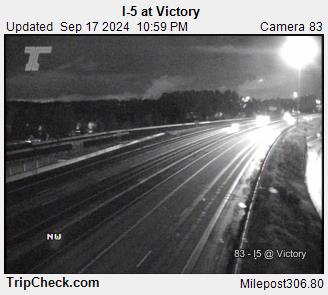 I-5 at Victory
Updated Sep 17 2024 10:59 PM Camera 83
T
NW
83 - I5 @ Victory
TripCheck.com Milepost306.80